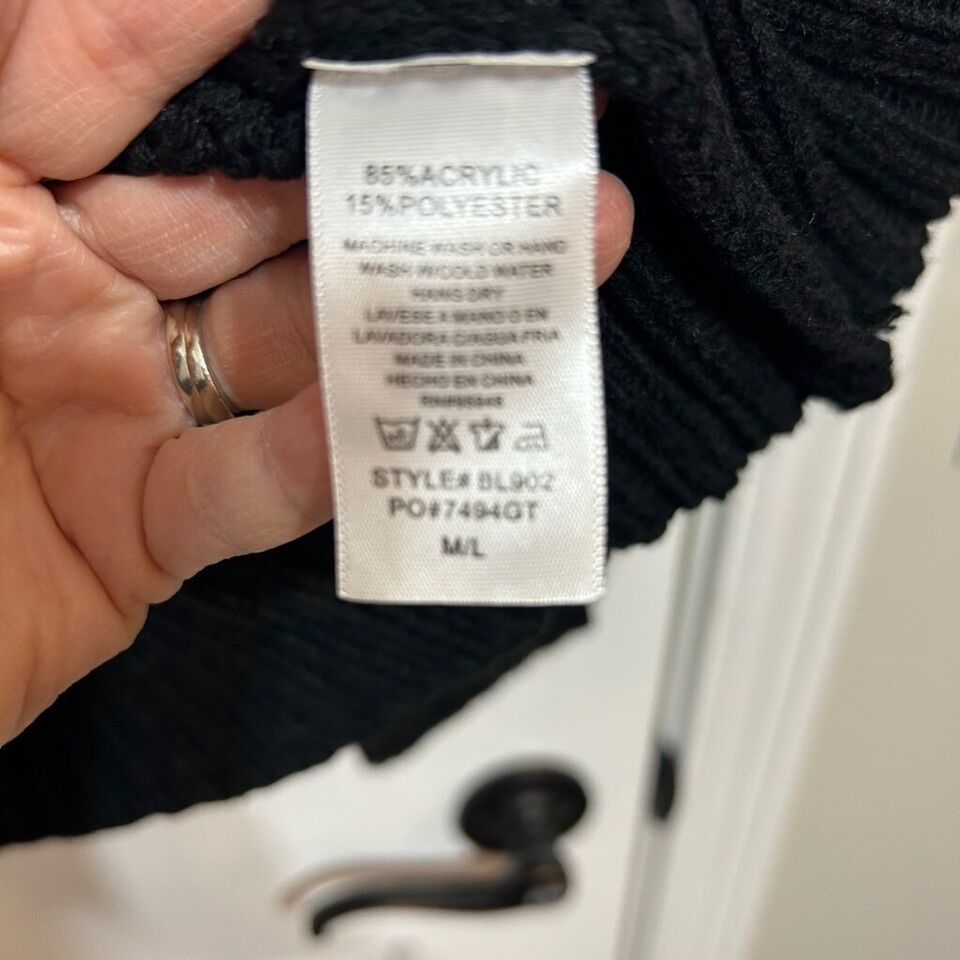 85%ACRYLIC
15%POLYESTER
MACHINE WASH OR HAND
WASH W/COLD WATER
HANG DRY
LAVESE A MANO O EN
LAVADORA C/AGUA FRIA
MADE IN CHINA
HECHO EN CHINA
STYLE# BL902
PO#7494GT
M/L